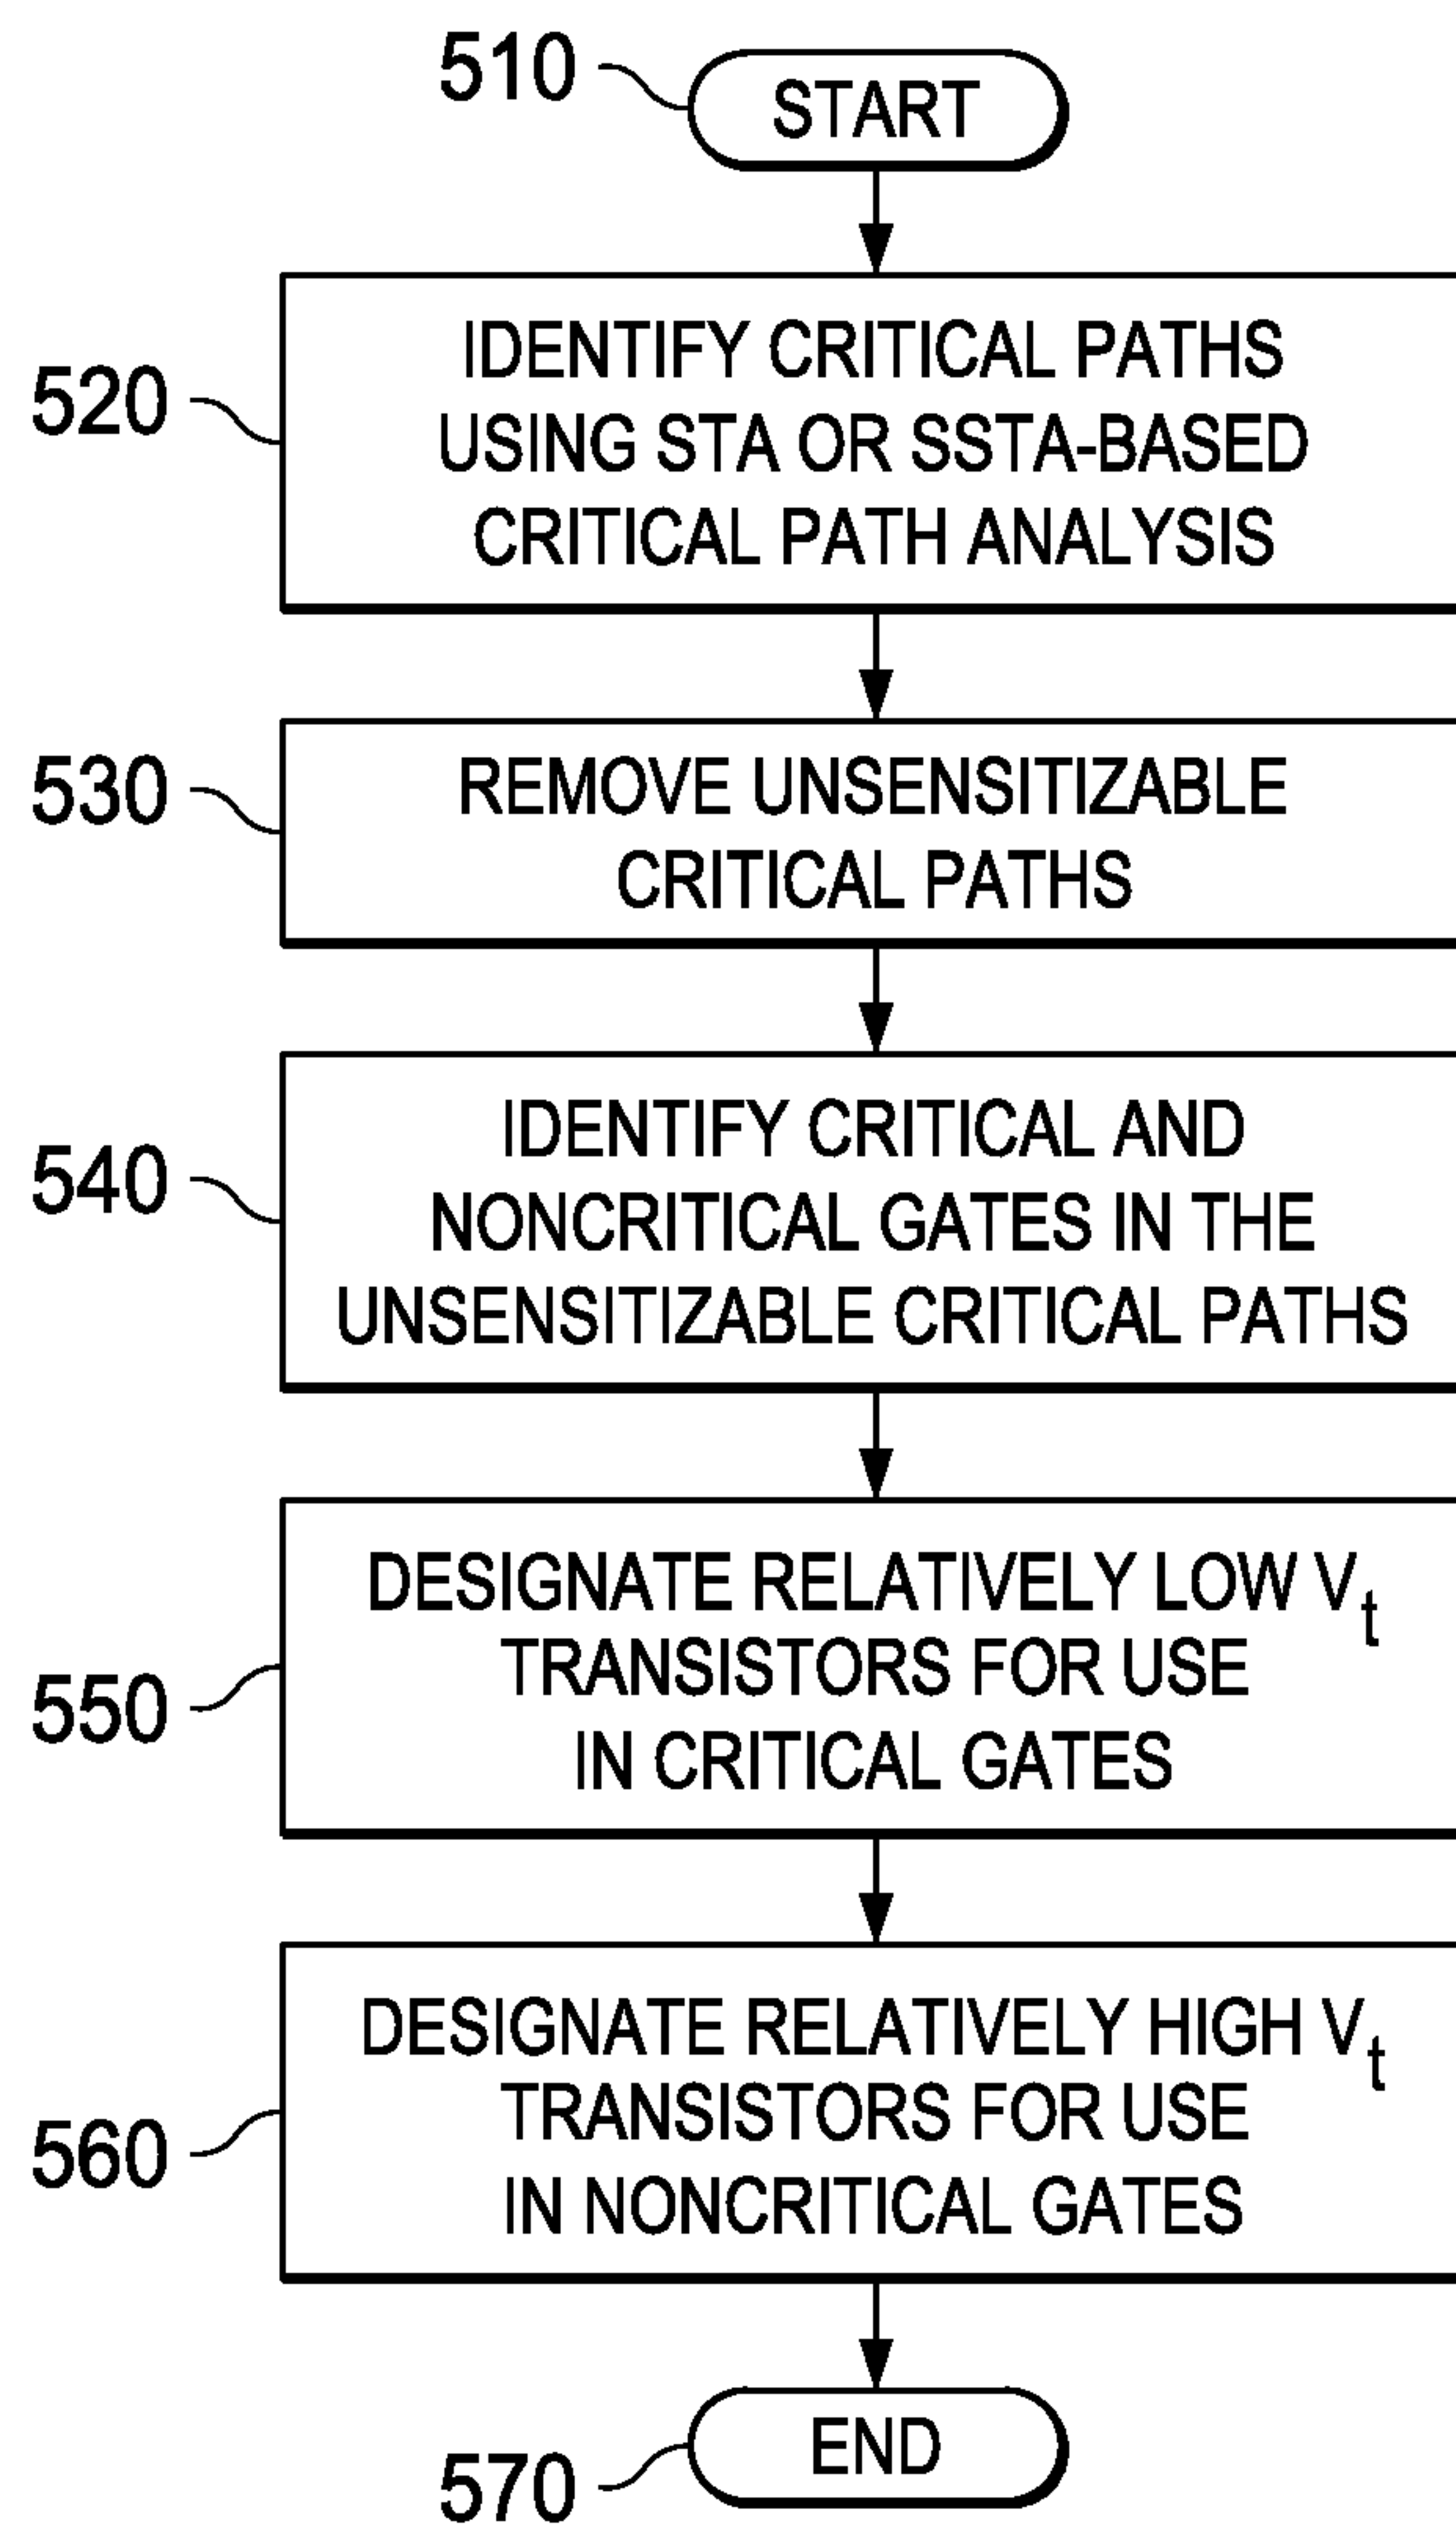 510
START
520
IDENTIFY CRITICAL PATHS
USING STA OR SSTA-BASED
CRITICAL PATH ANALYSIS
530
REMOVE UNSENSITIZABLE
CRITICAL PATHS
540
IDENTIFY CRITICAL AND
NONCRITICAL GATES IN THE
UNSENSITIZABLE CRITICAL PATHS
550
DESIGNATE RELATIVELY LOW Vt
TRANSISTORS FOR USE
IN CRITICAL GATES
560
DESIGNATE RELATIVELY HIGH Vt
TRANSISTORS FOR USE
IN NONCRITICAL GATES
570
END